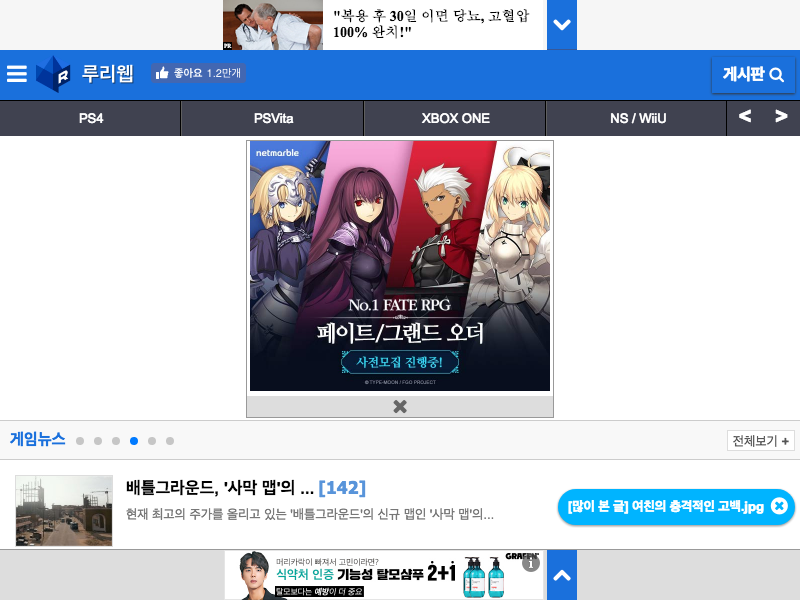 "복용 후 30일 이면 당뇨, 고혈압
100% 완치!"
PR
루리웹
좋아요 1.2만개
게시판
PS4
PSVita
XBOX ONE
NS / WiiU
< >
netmarble
No.1 FATE RPG
페이트/그랜드 오더
사전모집 진행중!
© TYPE-MOON / FGO PROJECT
게임뉴스
전체보기 +
배틀그라운드, '사막 맵'의 ... [142]
현재 최고의 주가를 올리고 있는 '배틀그라운드'의 신규 맵인 '사막 맵'의...
[많이 본 글] 여친의 충격적인 고백.jpg
머리카락이 빠져서 고민이라면?
식약처 인증 기능성 탈모샴푸 2+1
탈모보다는 예방이 더 중요